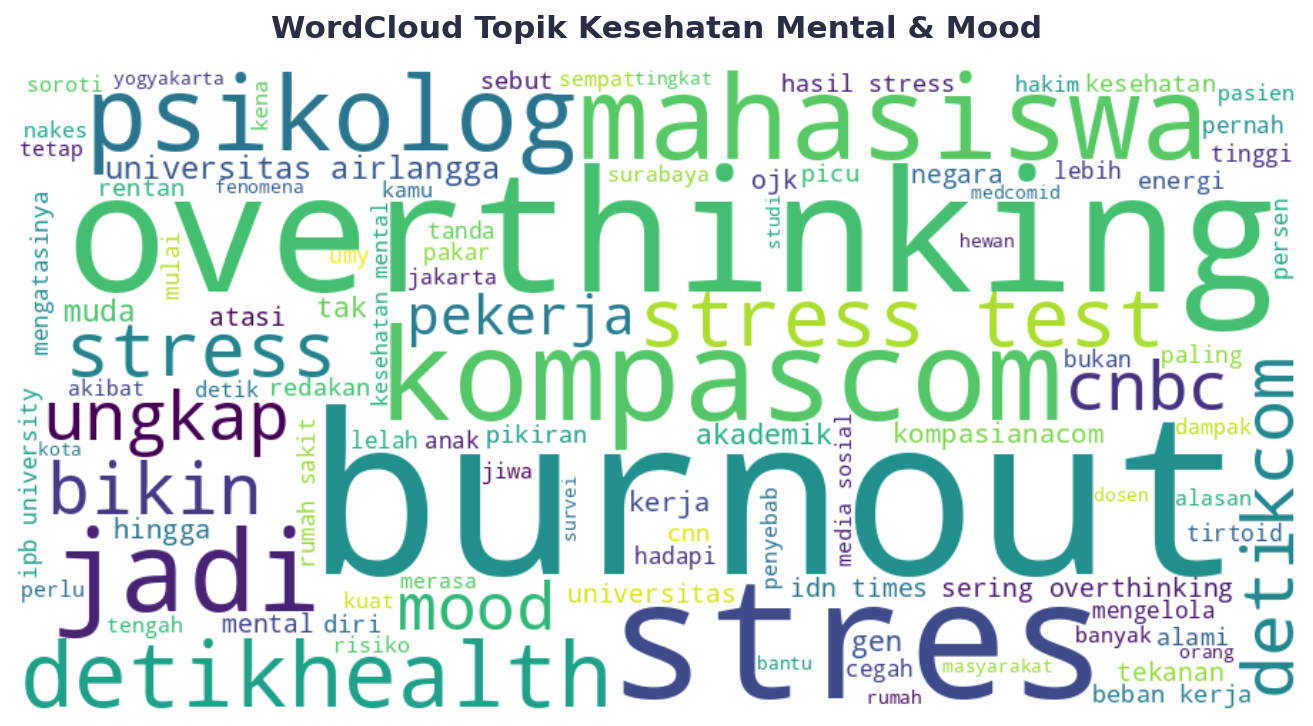 WordCloud Topik Kesehatan Mental & Mood
soroti
yogyakarta
kena
psikolog
sebut
sempat
tingkat
mahasiswa
hasil stress
hakim
kesehatan
pasien
nakes
tetap
pernah
tinggi
universitas airlangga
rentan
fenomena
kamu
surabaya
ojk
picu
studi
negara
medcomid
lebih
energi
persen
mengatasinya
overthinking
mulai
umy
kesehatan mental
tanda
pakar
jakarta
hewan
muda
atasi
tak
pekerja
stress test
stress
kompascom
bukan
paling
cnbc
akibat
detik
redakan
ungkap
ipb university
kota
rumah sakit
lelah
anak
pikiran
akademik
media sosial
kompasianacom
dampak
detikcom
bikin
burnout
jiwa
survei
kerja
cnn
hadapi
penyebab
dosen
alasan
tirtoid
hingga
jadi
perlu
tengah
mental
diri
kuat
merasa
mood
universitas
idn times
sering overthinking
mengelola
banyak
alami
orang
detikhealth
risiko
stres
bantu
gen
cegah
rumah
masyarakat
tekanan
beban kerja